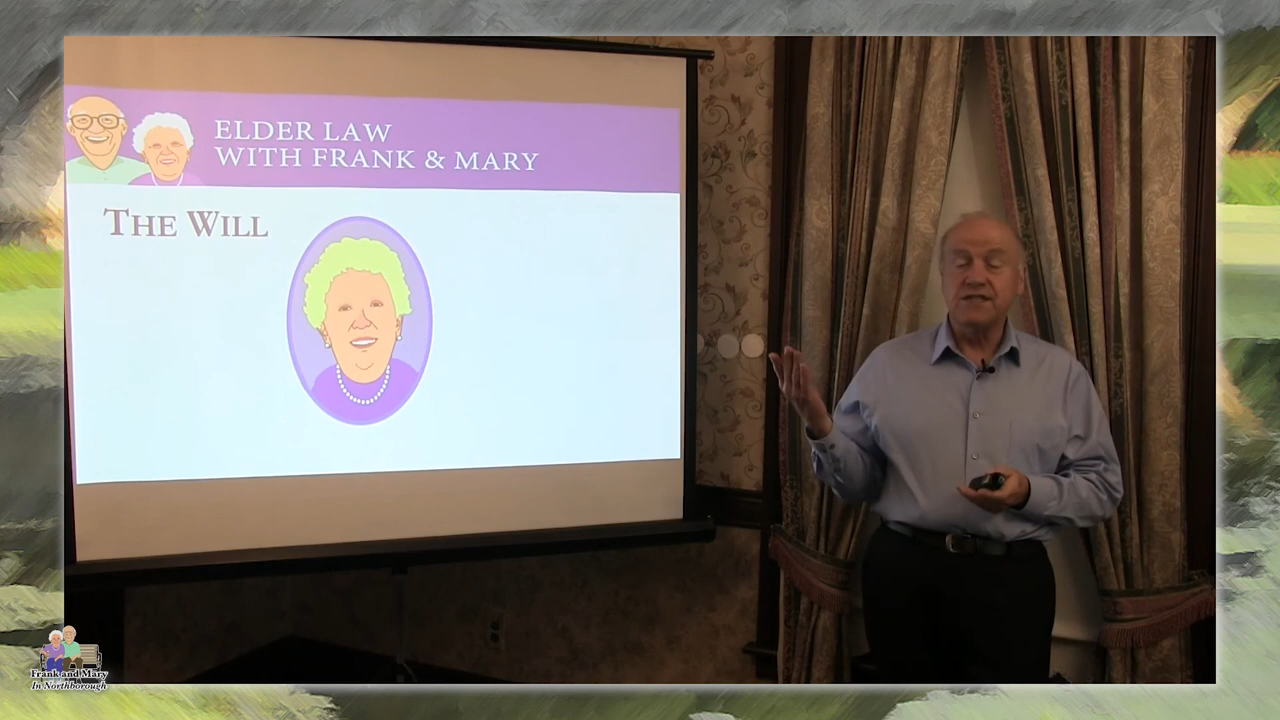 ELDER LAW
WITH FRANK & MARY
THE WILL
Frank and Mary
In Northborough